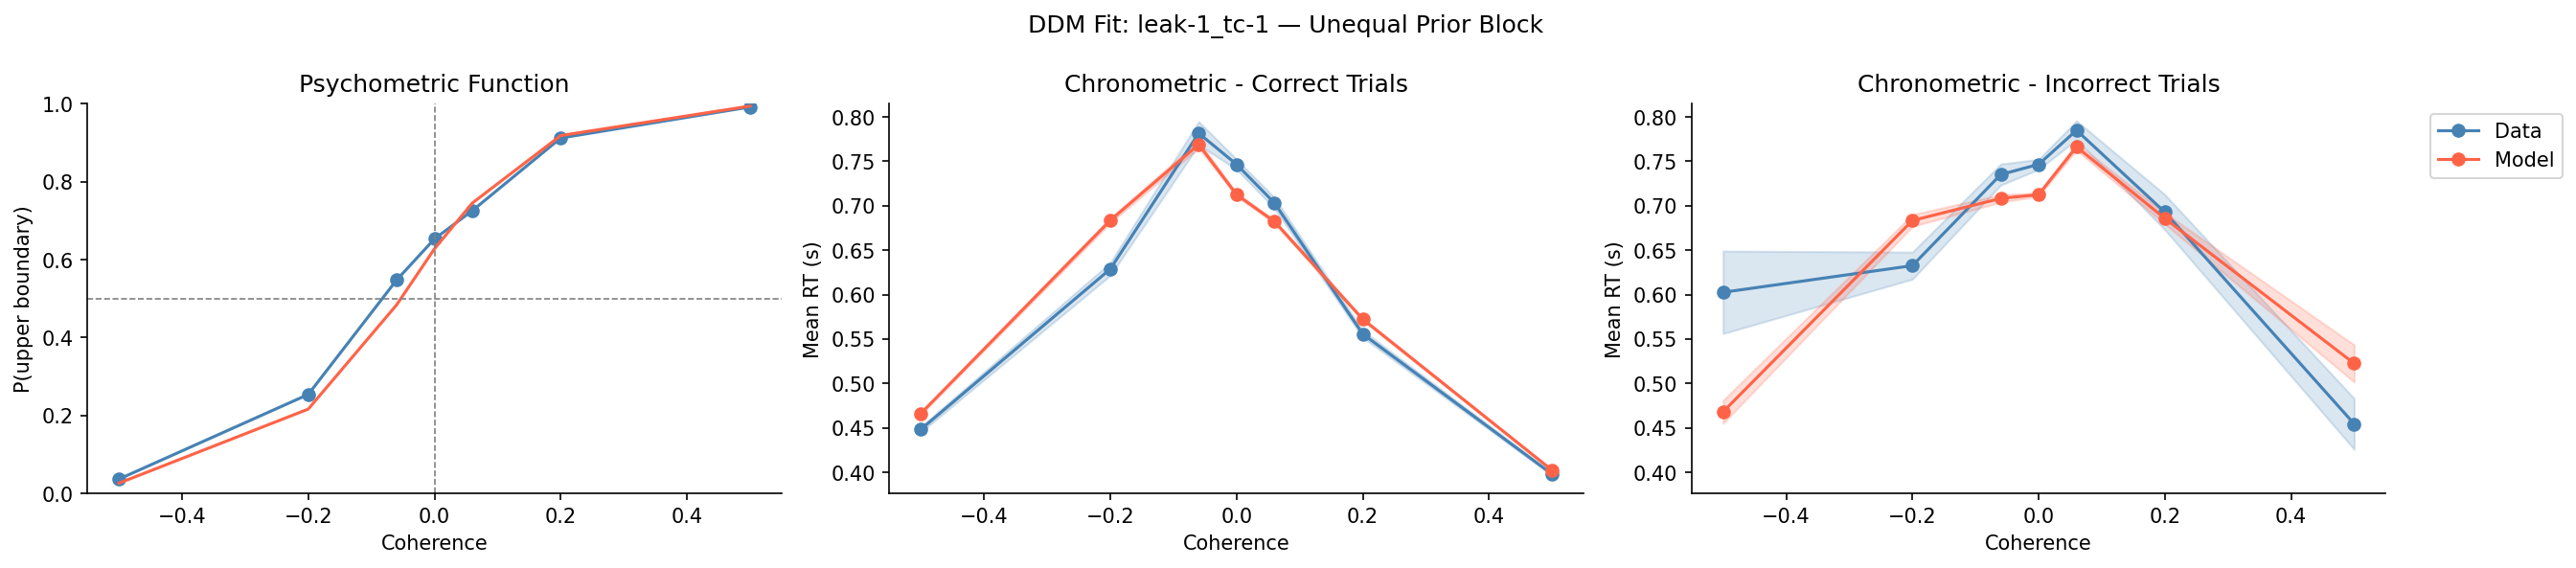 DDM Fit: leak-1_tc-1 — Unequal Prior Block
Psychometric Function
P(upper boundary)
1.0
0.8
0.6
0.4
0.2
0.0
−0.4 −0.2 0.0 0.2 0.4
Coherence
Chronometric - Correct Trials
Mean RT (s)
0.80
0.75
0.70
0.65
0.60
0.55
0.50
0.45
0.40
−0.4 −0.2 0.0 0.2 0.4
Coherence
Chronometric - Incorrect Trials
Mean RT (s)
0.80
0.75
0.70
0.65
0.60
0.55
0.50
0.45
0.40
−0.4 −0.2 0.0 0.2 0.4
Coherence
Data
Model